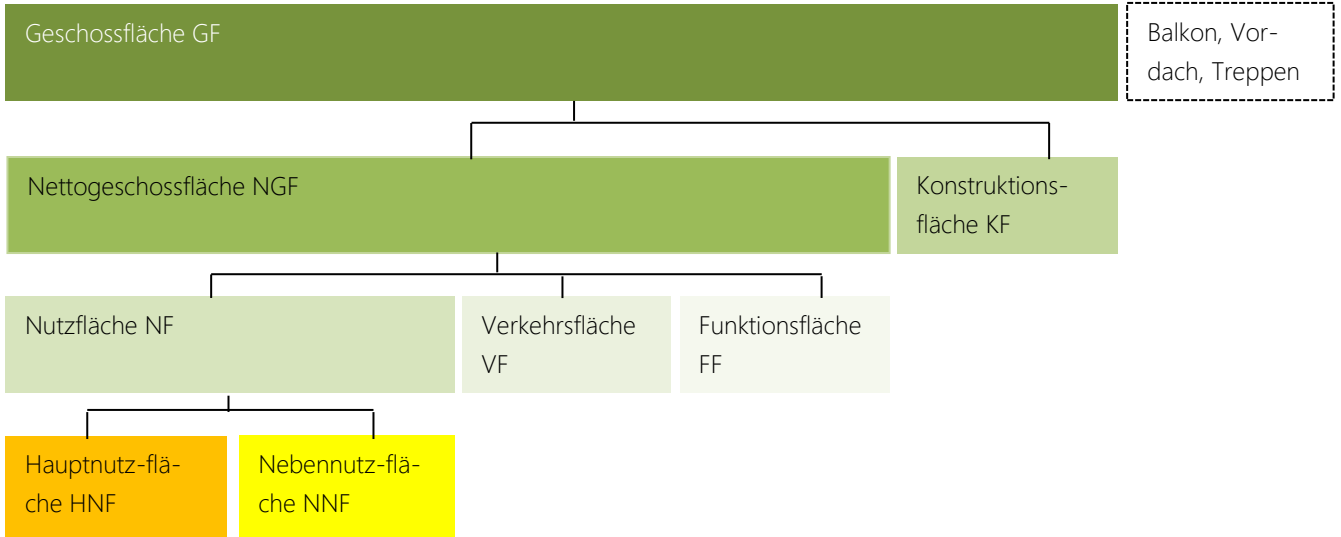 Geschossfläche GF
Balkon, Vor-
dach, Treppen
Nettogeschossfläche NGF
Konstruktions-
fläche KF
Nutzfläche NF
Verkehrsfläche
VF
Funktionsfläche
FF
Hauptnutz-flä-
che HNF
Nebennutz-flä-
che NNF